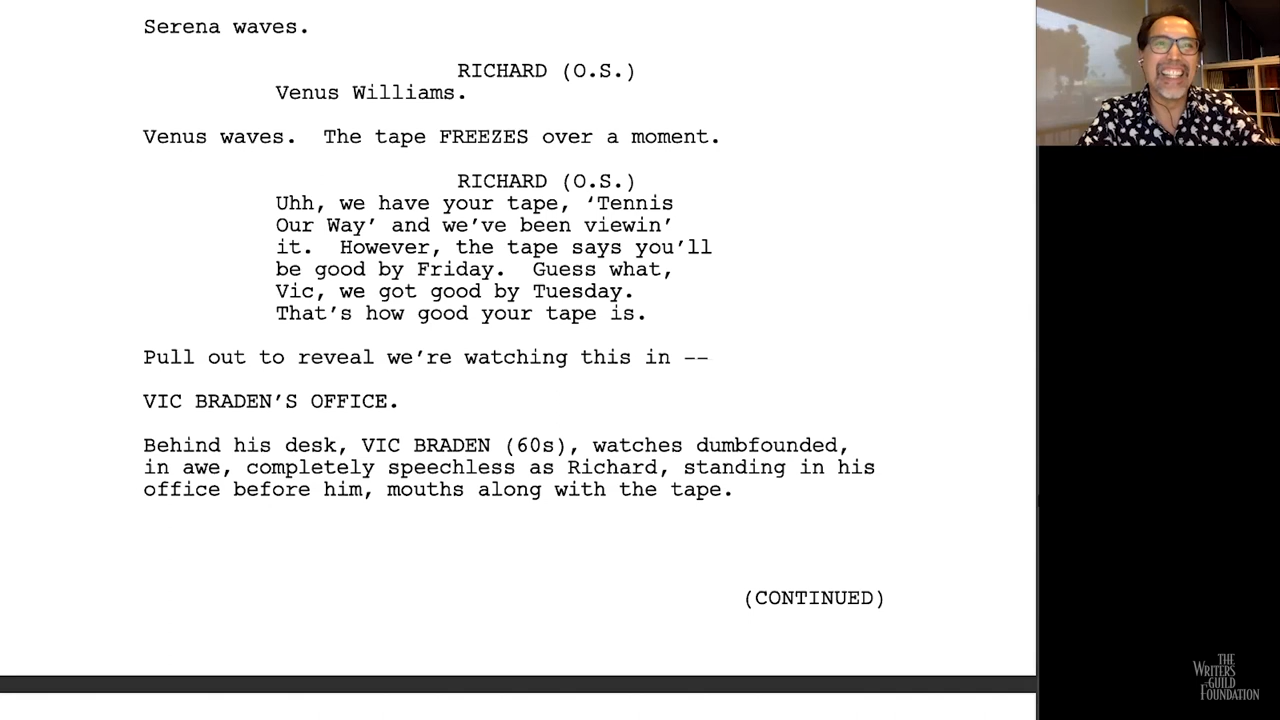 Serena waves.
RICHARD (O.S.)
Venus Williams.
Venus waves.  The tape FREEZES over a moment.
RICHARD (O.S.)
Uhh, we have your tape, ‘Tennis
Our Way’ and we’ve been viewin’
it.  However, the tape says you’ll
be good by Friday.  Guess what,
Vic, we got good by Tuesday.
That’s how good your tape is.
Pull out to reveal we’re watching this in --
VIC BRADEN’S OFFICE.
Behind his desk, VIC BRADEN (60s), watches dumbfounded,
in awe, completely speechless as Richard, standing in his
office before him, mouths along with the tape.
(CONTINUED)
THE
WRITERS
GUILD
FOUNDATION